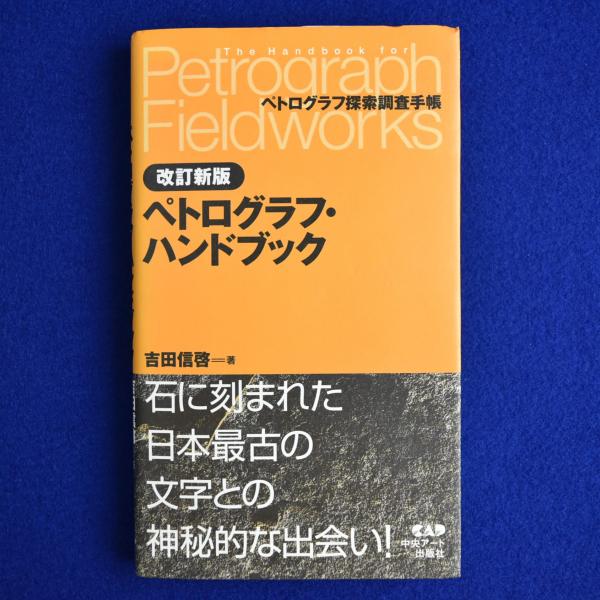 The Handbook for
Petrograph
ペトログラフ探索調査手帳
Fieldworks
改訂新版
ペトログラフ・
ハンドブック
吉田信啓=著
石に刻まれた
日本最古の
文字との
神秘的な出会い!
CAP
中央アート
出版社